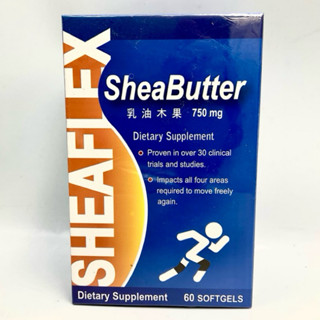 SHEAFLEX
SheaButter
乳油木果 750 mg
Dietary Supplement
• Proven in over 30 clinical
trials and studies.
• Impacts all four areas
required to move freely
again.
Dietary Supplement 60 SOFTGELS